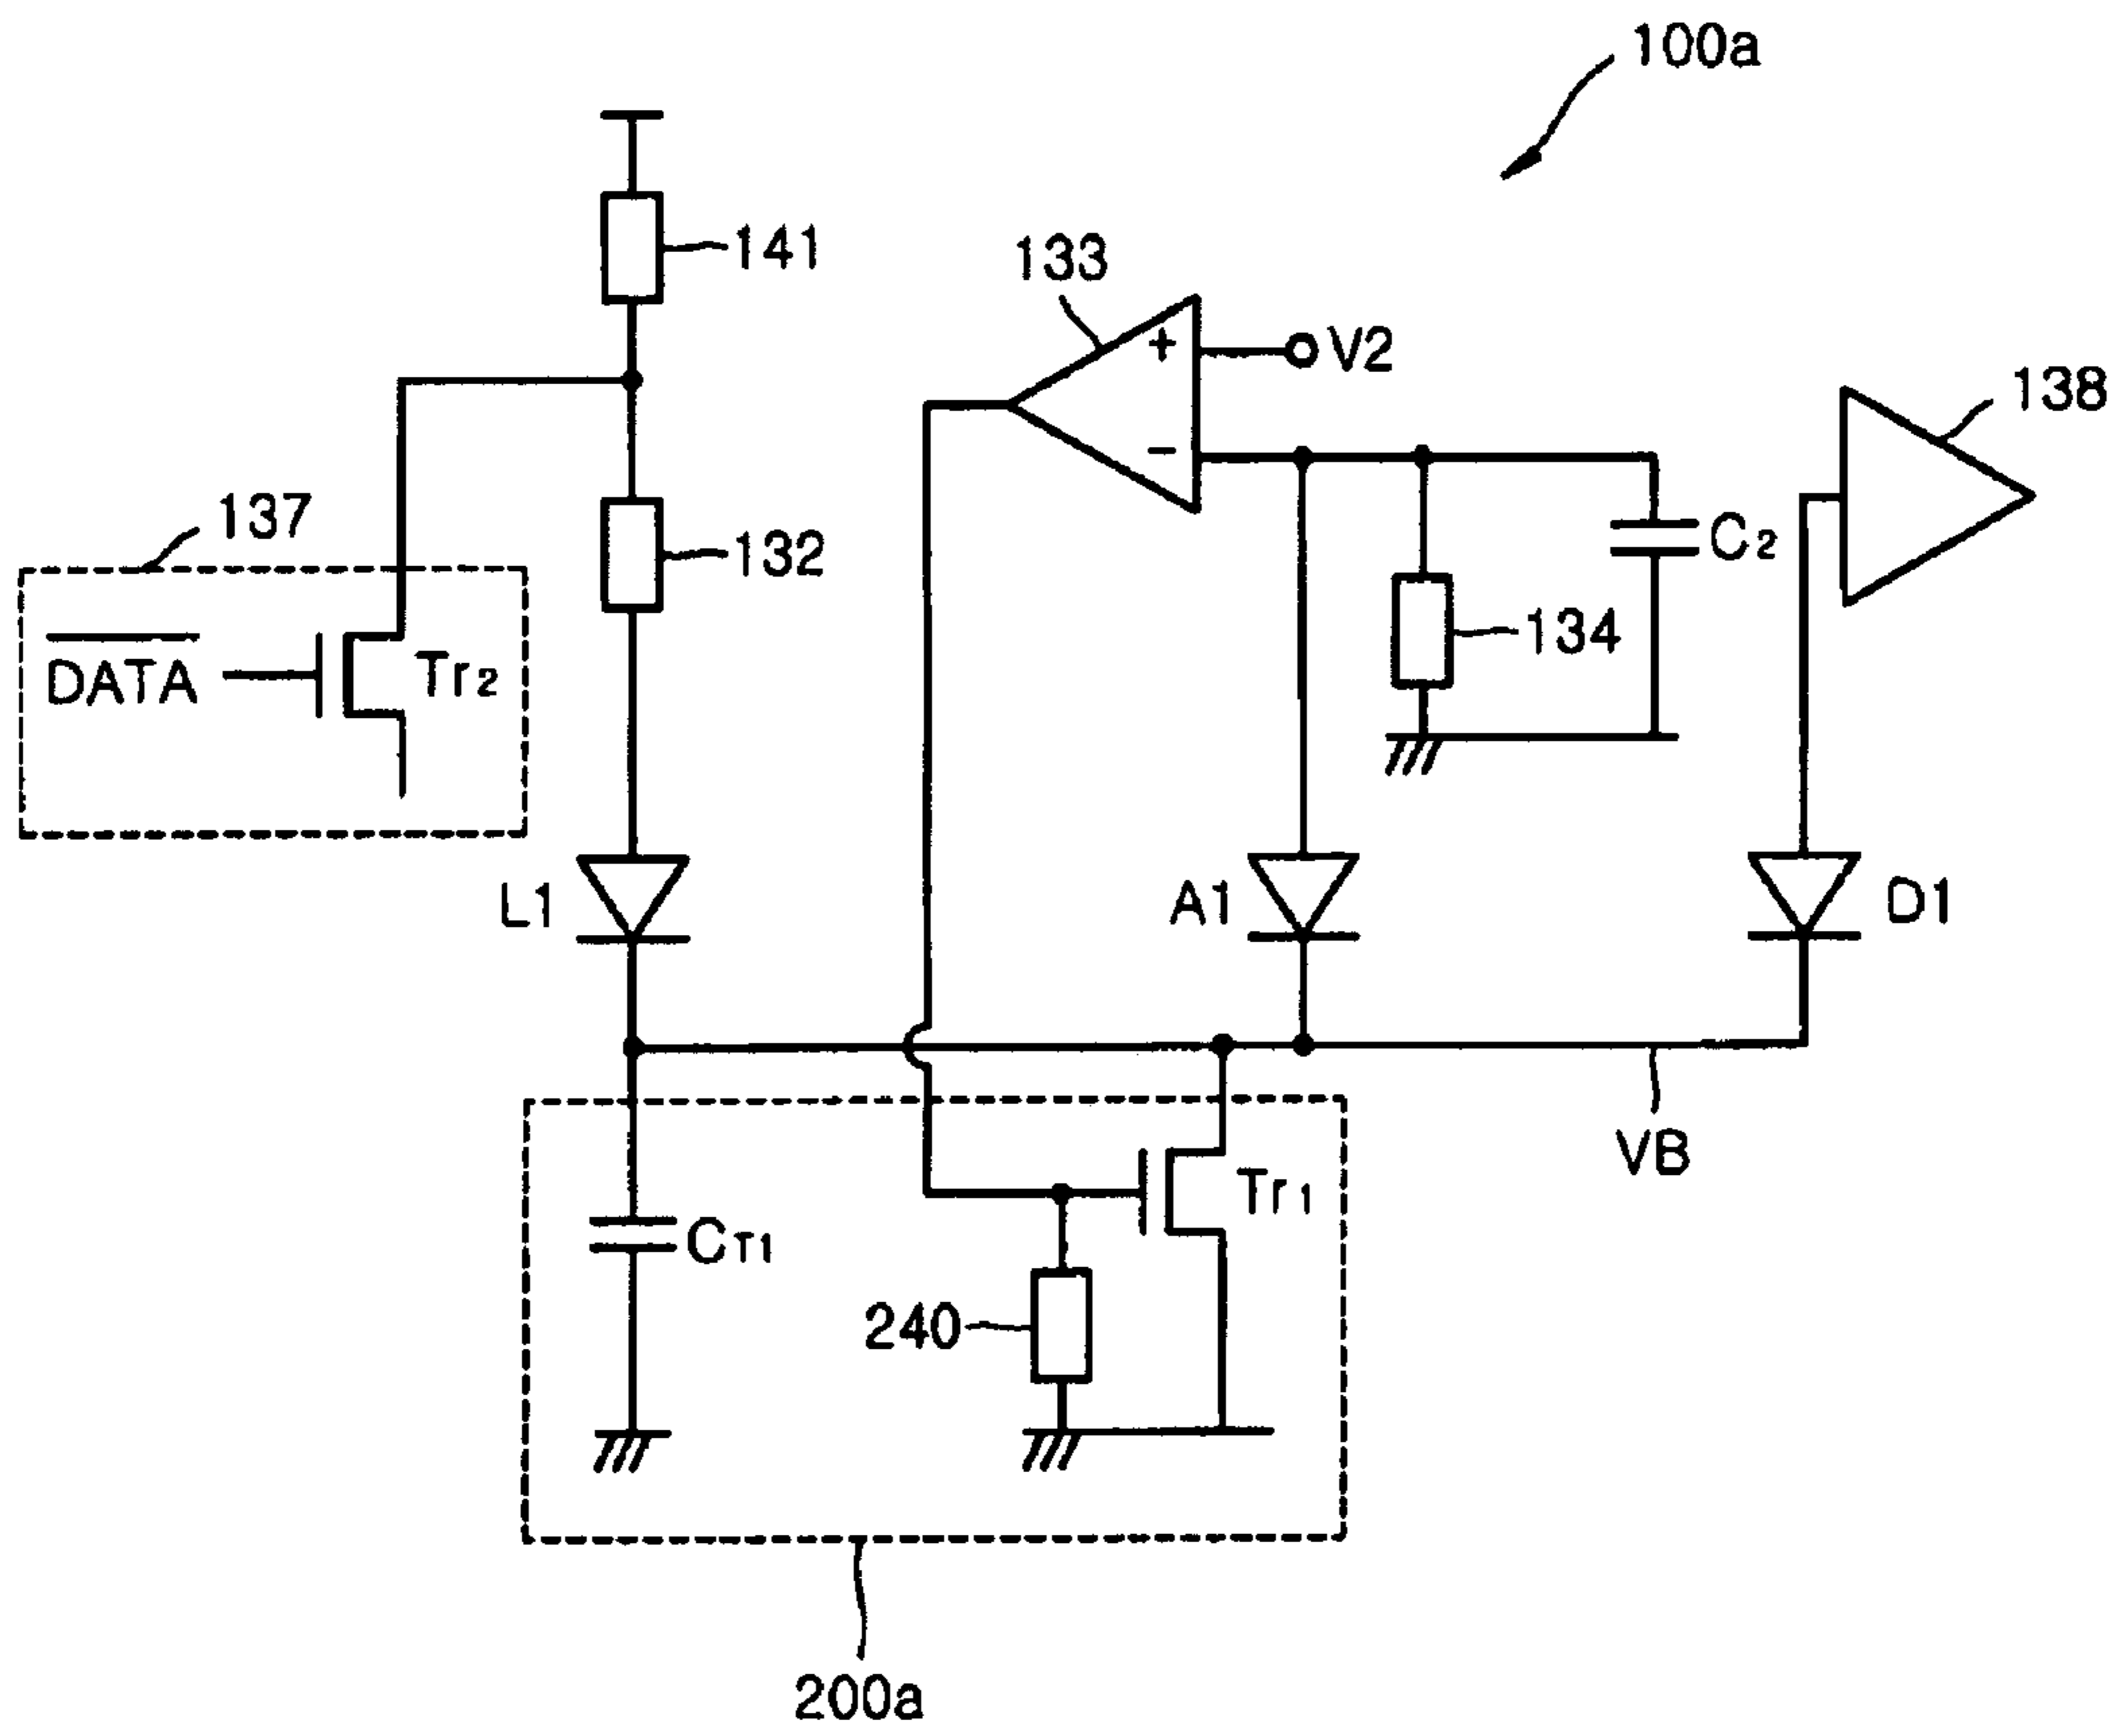 100a
141
133
+
V2
138
−
137
132
C2
DATA
Tr2
134
L1
A1
D1
VB
Tr1
CT1
240
200a